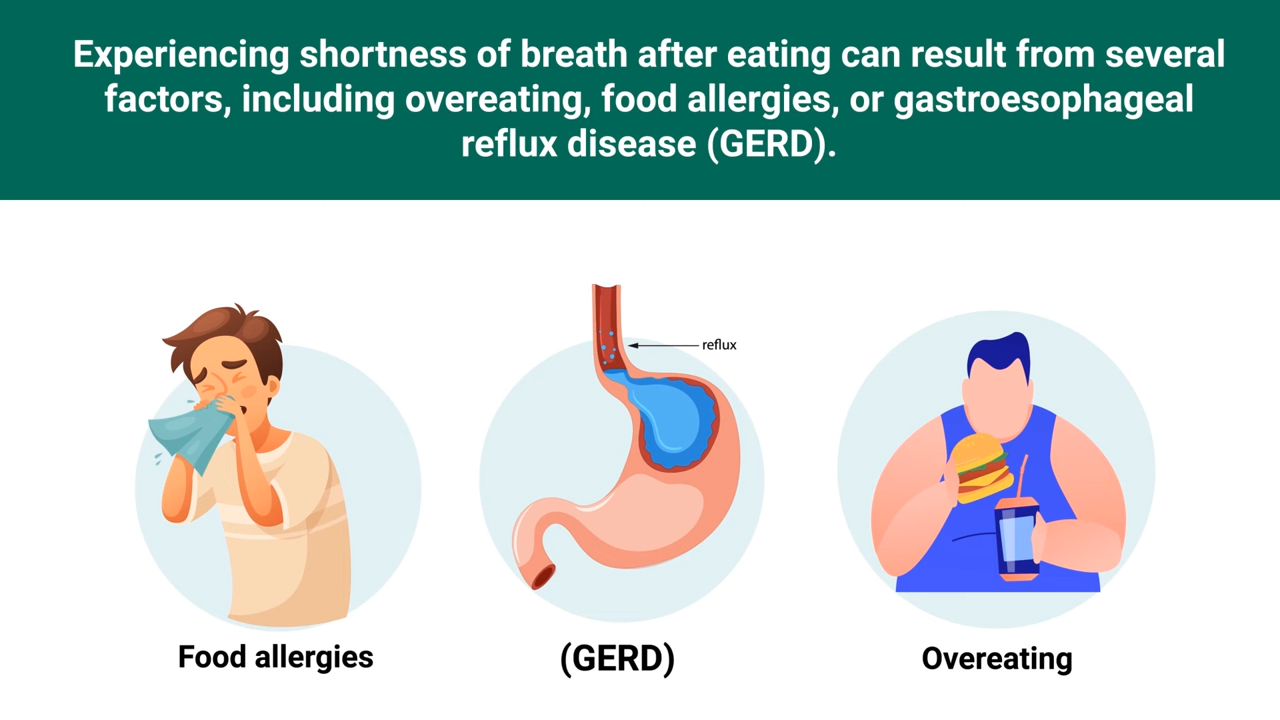 Experiencing shortness of breath after eating can result from several
factors, including overeating, food allergies, or gastroesophageal
reflux disease (GERD).
reflux
Food allergies
(GERD)
Overeating